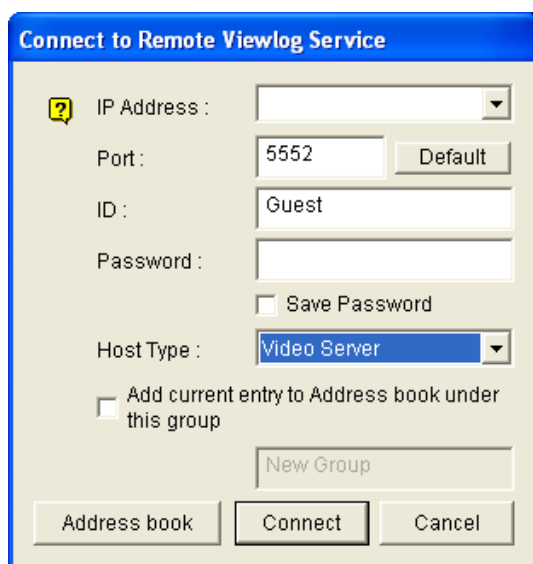 Connect to Remote Viewlog Service
IP Address :
Port :
5552
Default
ID :
Guest
Password :
Save Password
Host Type :
Video Server
Add current entry to Address book under
this group
New Group
Address book
Connect
Cancel